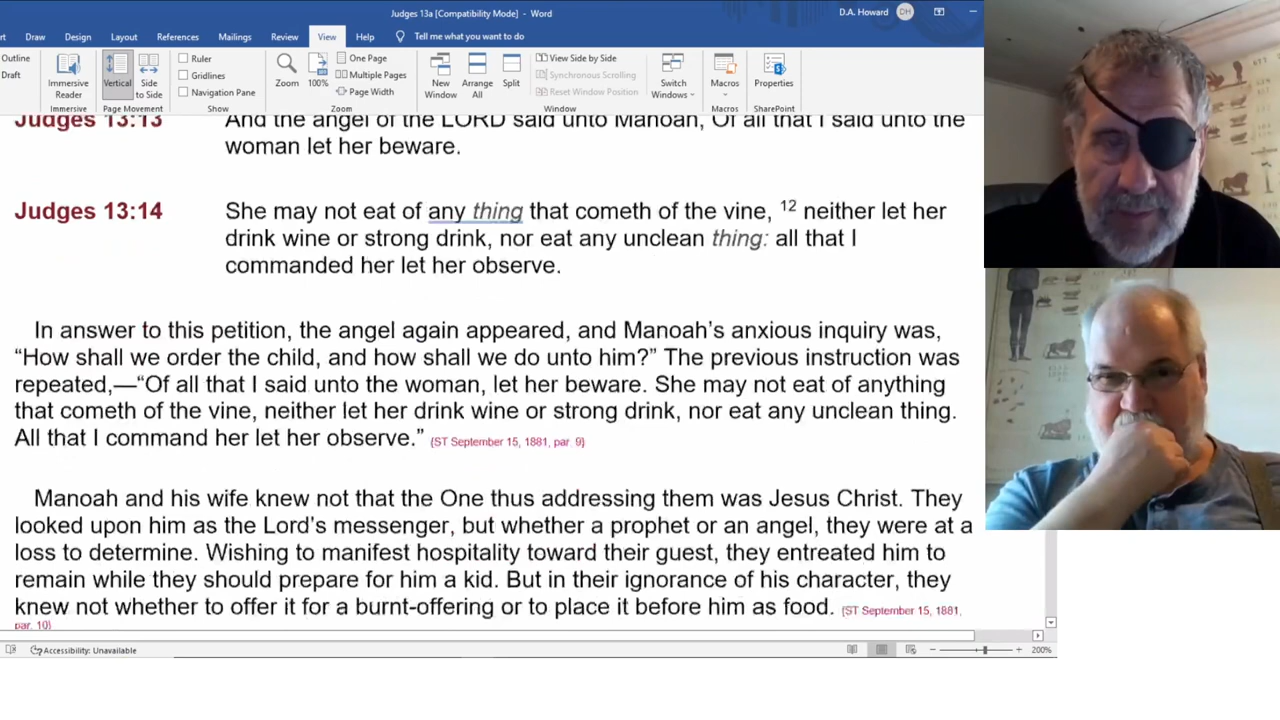 Judges 13a [Compatibility Mode] - Word
D.A. Howard DH
rt Draw Design Layout References Mailings Review View Help Tell me what you want to do
Outline
Draft
Immersive
Reader
Immersive
Vertical
Side
to Side
Page Movement
Ruler
Gridlines
Navigation Pane
Show
Zoom
100%
One Page
Multiple Pages
Page Width
Zoom
New
Window
Arrange
All
Split
View Side by Side
Synchronous Scrolling
Reset Window Position
Window
Switch
Windows
Macros
Macros
Properties
SharePoint
Judges 13:13 And the angel of the LORD said unto Manoah, Of all that I said unto the
woman let her beware.
Judges 13:14 She may not eat of any thing that cometh of the vine, 12 neither let her
drink wine or strong drink, nor eat any unclean thing: all that I
commanded her let her observe.
In answer to this petition, the angel again appeared, and Manoah’s anxious inquiry was,
“How shall we order the child, and how shall we do unto him?” The previous instruction was
repeated,—“Of all that I said unto the woman, let her beware. She may not eat of anything
that cometh of the vine, neither let her drink wine or strong drink, nor eat any unclean thing.
All that I command her let her observe.” {ST September 15, 1881, par. 9}
Manoah and his wife knew not that the One thus addressing them was Jesus Christ. They
looked upon him as the Lord’s messenger, but whether a prophet or an angel, they were at a
loss to determine. Wishing to manifest hospitality toward their guest, they entreated him to
remain while they should prepare for him a kid. But in their ignorance of his character, they
knew not whether to offer it for a burnt-offering or to place it before him as food. {ST September 15, 1881,
par. 10}
Accessibility: Unavailable
200%